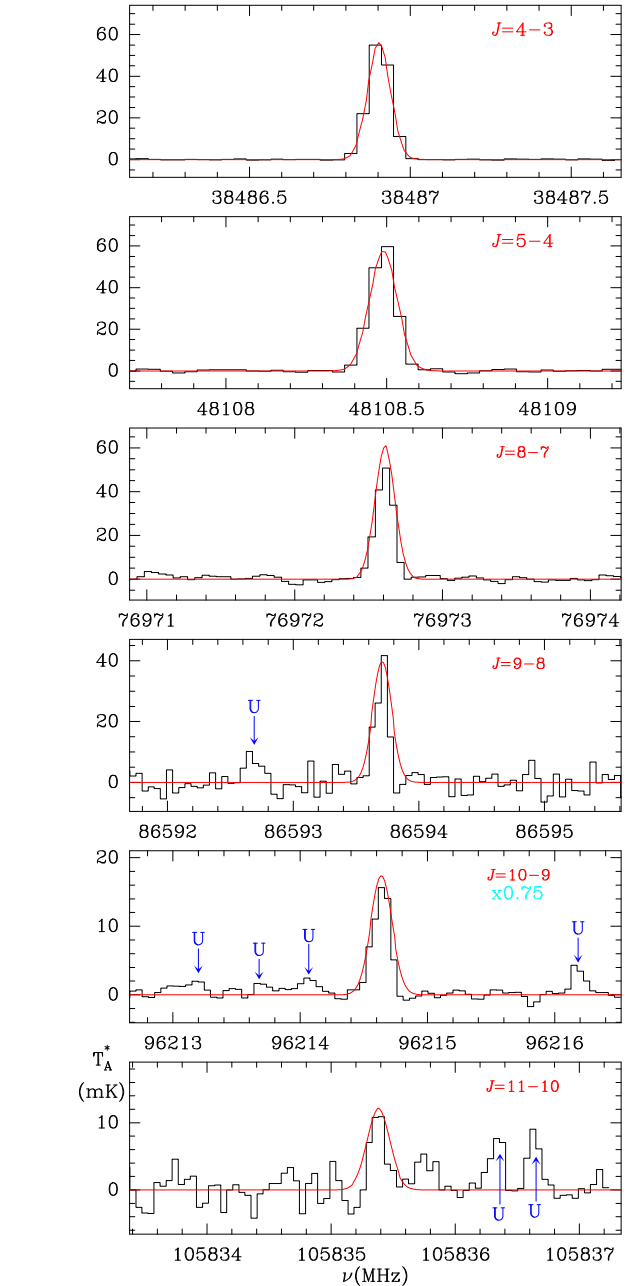 J=4−3
60
40
20
0
38486.5 38487 38487.5
J=5−4
60
40
20
0
48108 48108.5 48109
J=8−7
60
40
20
0
76971 76972 76973 76974
J=9−8
40
U
20
0
86592 86593 86594 86595
20
J=10−9
x0.75
U
U
U
U
10
0
96213 96214 96215 96216
T*A
(mK)
J=11−10
10
0
U
U
105834 105835 105836 105837
ν(MHz)